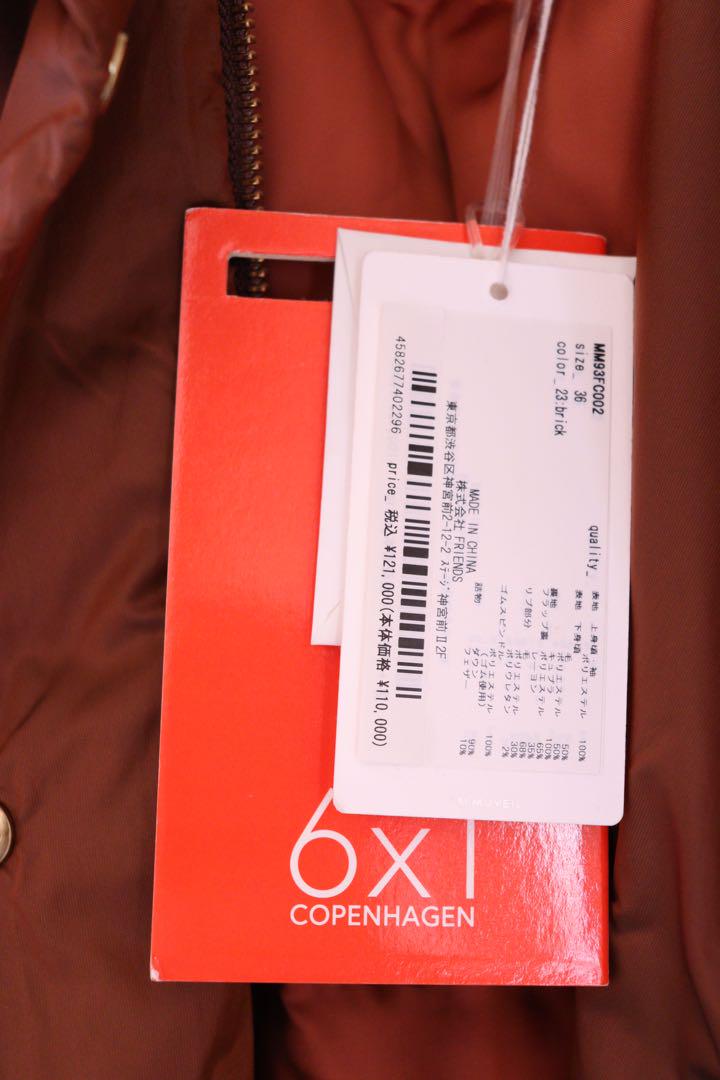 MM93FC002
size_ 36
color_ 23:brick
quality_
表地 上身頃・袖
ポリエステル 100%
表地 下身頃
毛 50%
ポリエステル 50%
裏地
キュプラ 100%
フラップ裏
ポリエステル 65%
レーヨン 35%
リブ部分
毛 68%
ポリエステル 30%
ポリウレタン 2%
ゴムスピンドル
ポリエステル 100%
(ゴム使用)
詰物
ダウン 90%
フェザー 10%
MADE IN CHINA
株式会社 FRIENDS
東京都渋谷区神宮前2-12-2 ステージ神宮前Ⅱ2F
4582677402296
price_ 税込 ¥121,000(本体価格 ¥110,000)
MUVEIL
6x1
COPENHAGEN